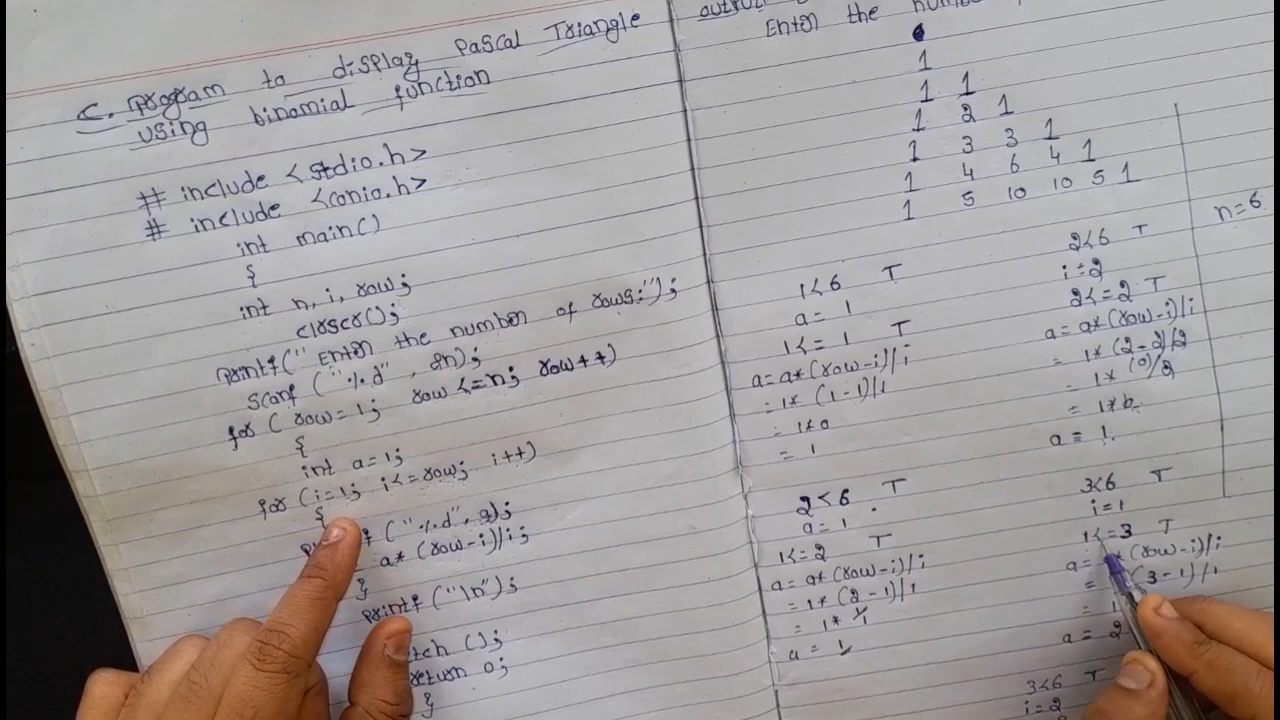 C. Program to display Pascal Triangle
using binomial function
# include <stdio.h>
# include <conio.h>
int main()
{
int n, i, row;
clrscr();
printf(" Enter the number of rows:");
scanf ("%d", &n);
for ( row=1; row<=n; row++)
{
int a=1;
for (i=1; i<=row; i++)
{
("%d", a);
a* (row-i)/i;
}
printf ("\n");
tch ();
return 0;
}
output
Enter the number
6
1
1 1
1 2 1
1 3 3 1
1 4 6 4 1
1 5 10 10 5 1
n=6
1<6 T
a= 1
1<= 1 T
a=a*(row-i)/i
=1* (1-1)/1
=1*0
= 1
2<6 T
a=1
1<=2 T
a=a*(row-i)/i
=1*(2-1)/1
= 1* 1/1
a= 1
2<6 T
i=2
2<=2 T
a=a*(row-i)/i
= 1*(2-2)/2
= 1*(0)/2
= 1*0
a= 1.
3<6 T
i=1
1<=3 T
a= *(row-i)/i
= (3-1)/1
= 1
a= 2
3<6 T
i=2